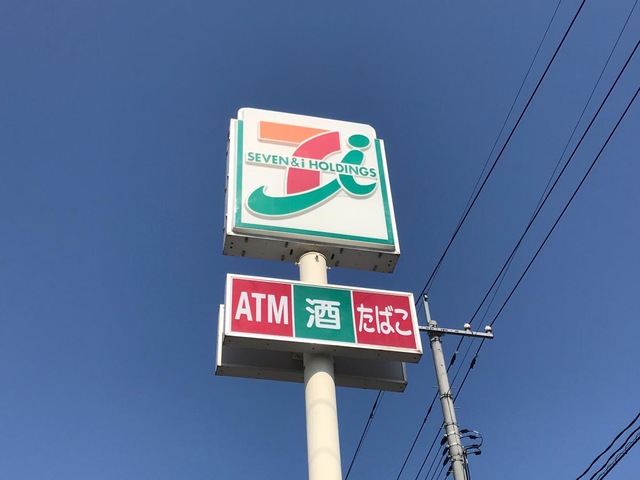 SEVEN & i HOLDINGS
ATM 酒 たばこ